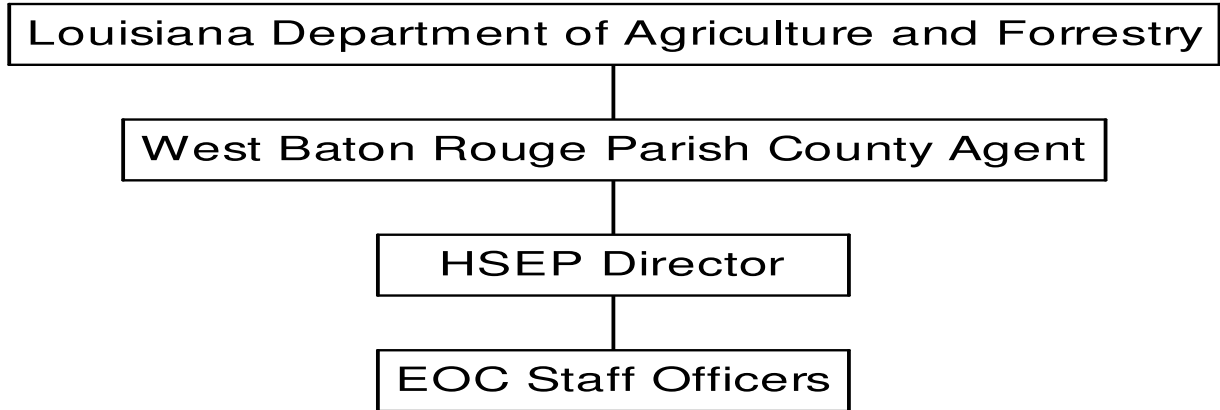 Louisiana Department of Agriculture and Forrestry
West Baton Rouge Parish County Agent
HSEP Director
EOC Staff Officers